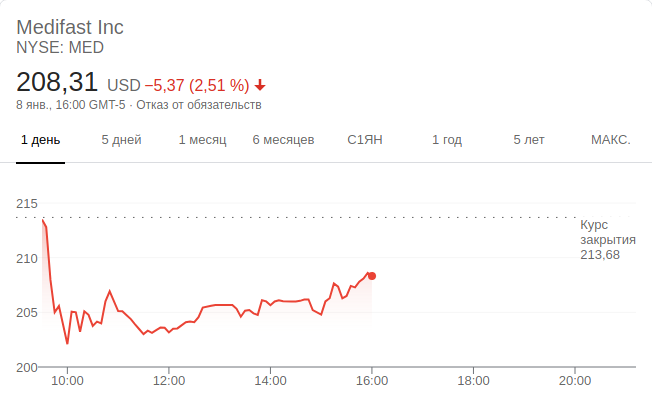 Medifast Inc
NYSE: MED
208,31 USD −5,37 (2,51 %)
8 янв., 16:00 GMT-5 · Отказ от обязательств
1 день 5 дней 1 месяц 6 месяцев С1ЯН 1 год 5 лет МАКС.
215
Курс
закрытия
213,68
210
205
200
10:00 12:00 14:00 16:00 18:00 20:00